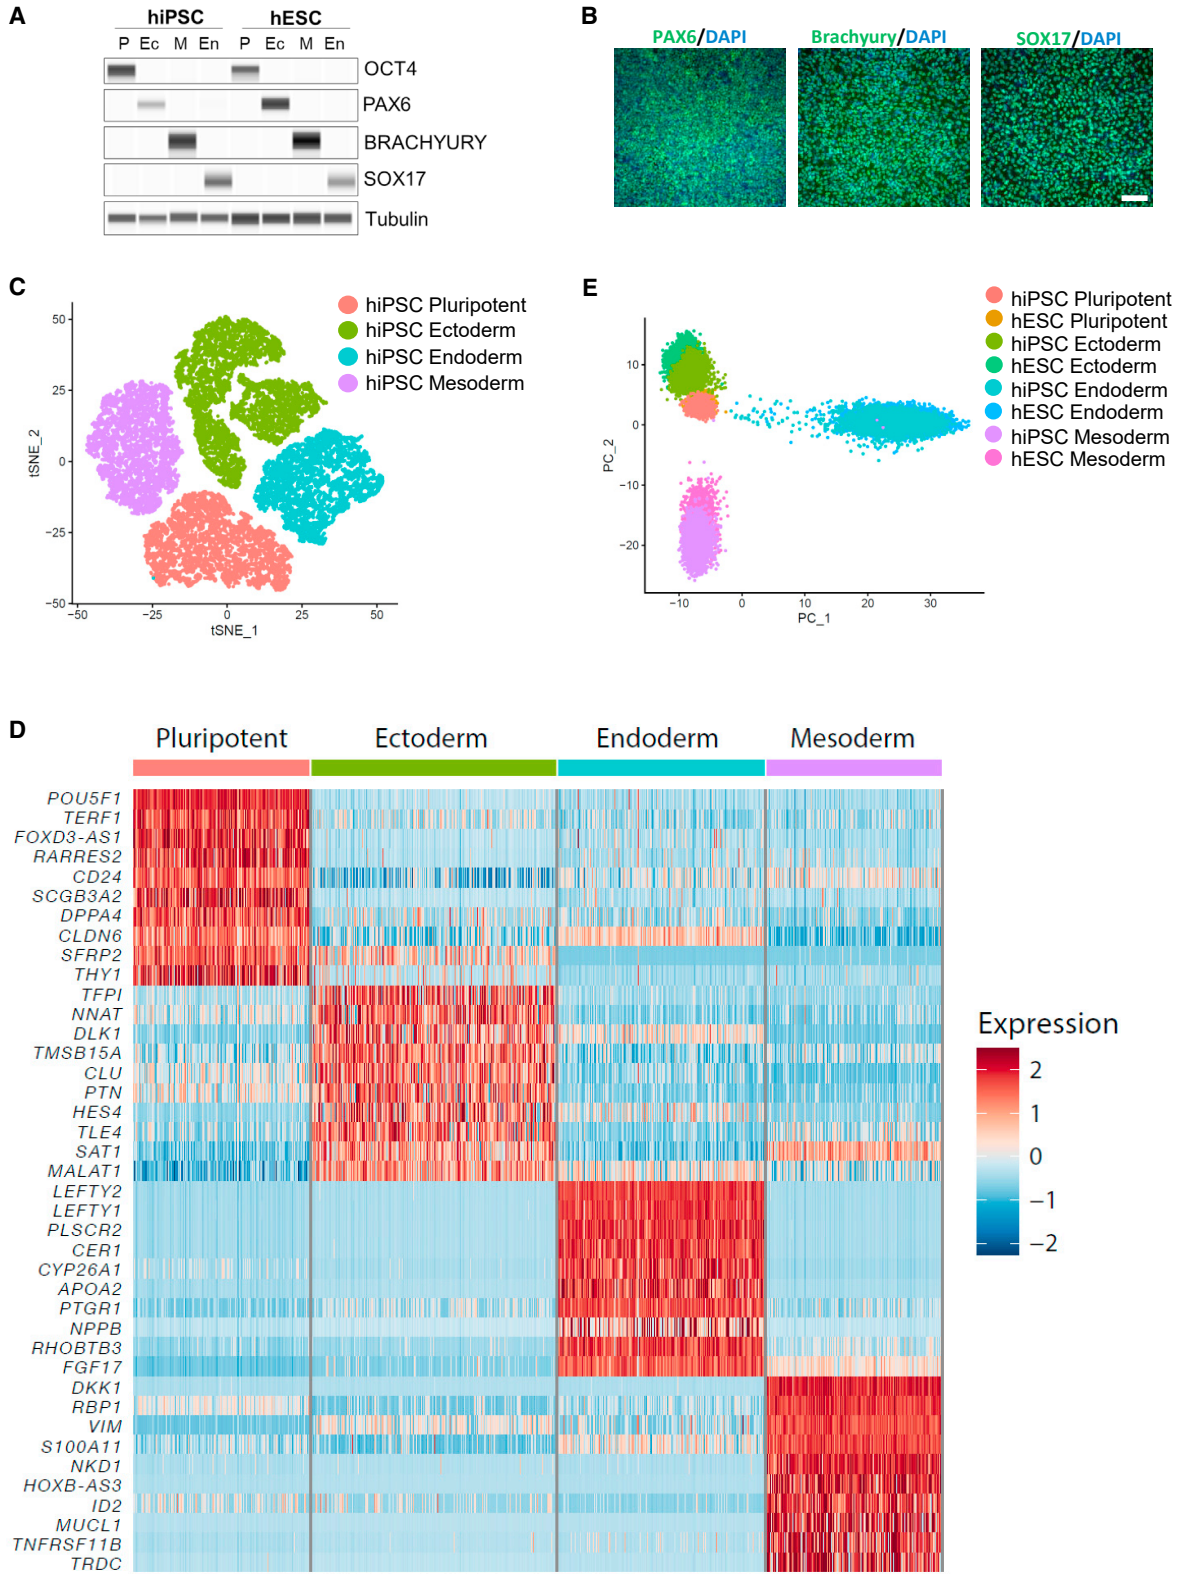 A
hiPSC hESC
P Ec M En P Ec M En
OCT4
PAX6
BRACHYURY
SOX17
Tubulin
B
PAX6/DAPI Brachyury/DAPI SOX17/DAPI
C
hiPSC Pluripotent
hiPSC Ectoderm
hiPSC Endoderm
hiPSC Mesoderm
50
25
0
−25
−50
tSNE_2
−50 −25 0 25 50
tSNE_1
E
hiPSC Pluripotent
hESC Pluripotent
hiPSC Ectoderm
hESC Ectoderm
hiPSC Endoderm
hESC Endoderm
hiPSC Mesoderm
hESC Mesoderm
10
0
−10
−20
PC_2
−10 0 10 20 30
PC_1
D
Pluripotent Ectoderm Endoderm Mesoderm
POU5F1
TERF1
FOXD3-AS1
RARRES2
CD24
SCGB3A2
DPPA4
CLDN6
SFRP2
THY1
TFPI
NNAT
DLK1
TMSB15A
CLU
PTN
HES4
TLE4
SAT1
MALAT1
LEFTY2
LEFTY1
PLSCR2
CER1
CYP26A1
APOA2
PTGR1
NPPB
RHOBTB3
FGF17
DKK1
RBP1
VIM
S100A11
NKD1
HOXB-AS3
ID2
MUCL1
TNFRSF11B
TRDC
Expression
2
1
0
−1
−2